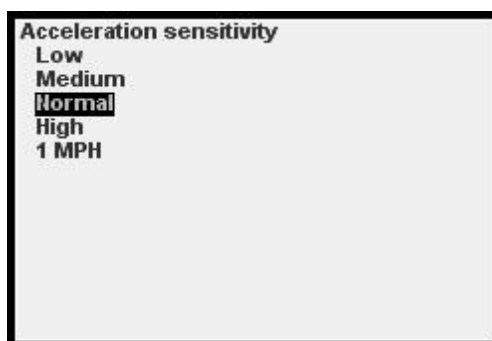 Acceleration sensitivity
Low
Medium
Normal
High
1 MPH